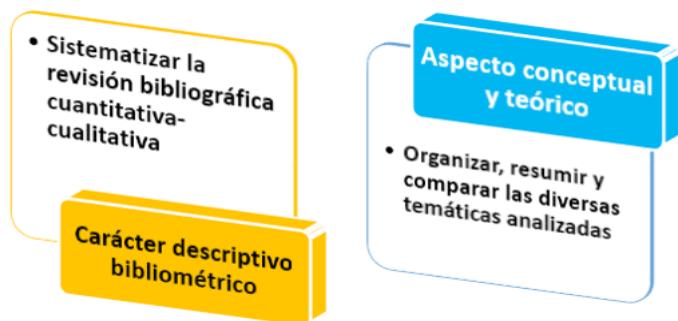 • Sistematizar la
revisión bibliográfica
cuantitativa-
cualitativa
Carácter descriptivo
bibliométrico
Aspecto conceptual
y teórico
• Organizar, resumir y
comparar las diversas
temáticas analizadas